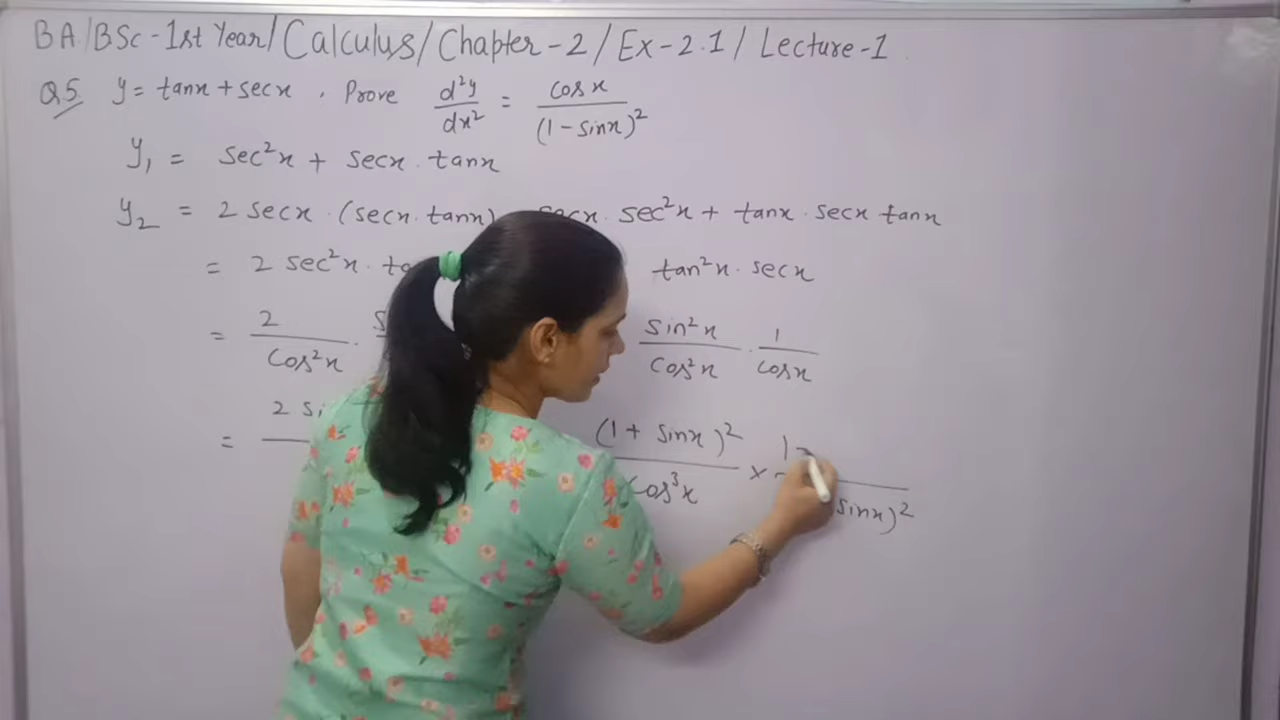 BA/BSc-1st Year/Calculus/Chapter-2/Ex-2.1/Lecture-1
Q5. y = tanx + secx . Prove d²y/dx² = cosx/(1-sinx)²
y₁ = sec²x + secx . tanx
y₂ = 2 secx . (secx . tanx) secx . sec²x + tanx . secx tanx
= 2 sec²x . tan²x . secx
= 2/cos²x . sin²x/cos²x . 1/cosx
= 2 (1 + sinx)²/cos³x × 1- / sinx)²